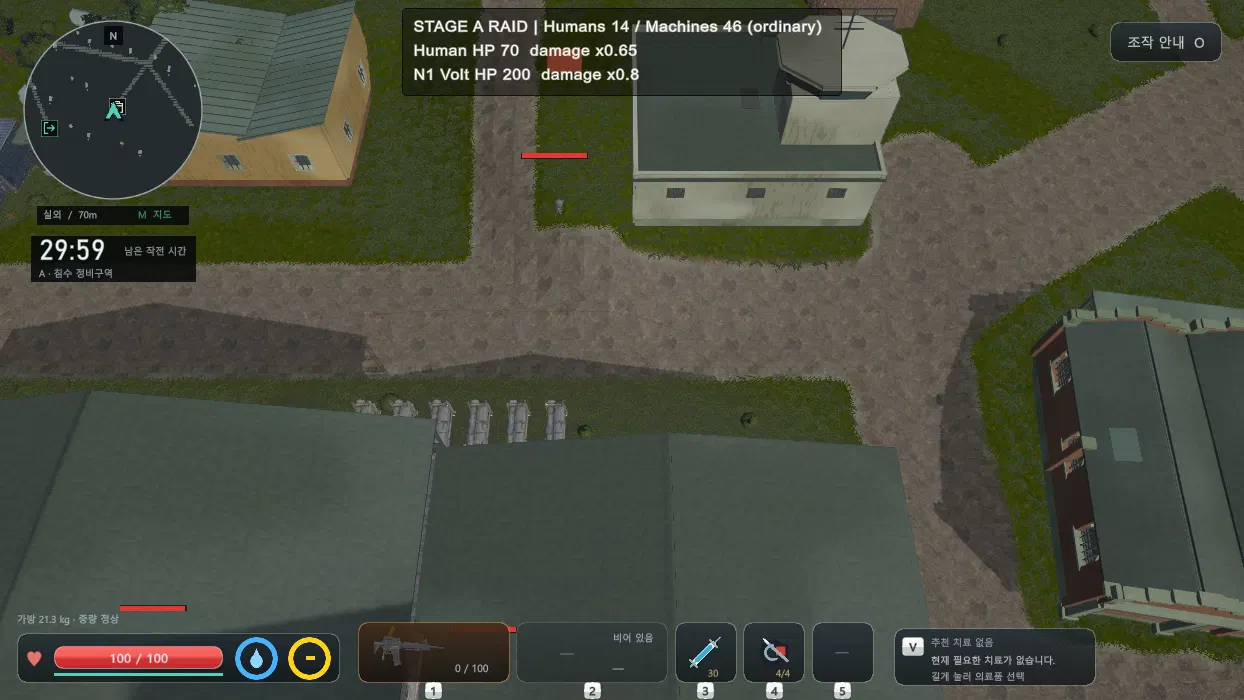 STAGE A RAID | Humans 14 / Machines 46 (ordinary)
Human HP 70 damage x0.65
N1 Volt HP 200 damage x0.8
조작 안내 O
N
실외 / 70m M 지도
29:59 남은 작전 시간
A · 침수 정비구역
가방 21.3 kg · 중량 정상
100 / 100
0 / 100
1
비어 있음
2
30
3
4/4
4
5
V 추천 치료 없음
현재 필요한 치료가 없습니다.
길게 눌러 의료품 선택